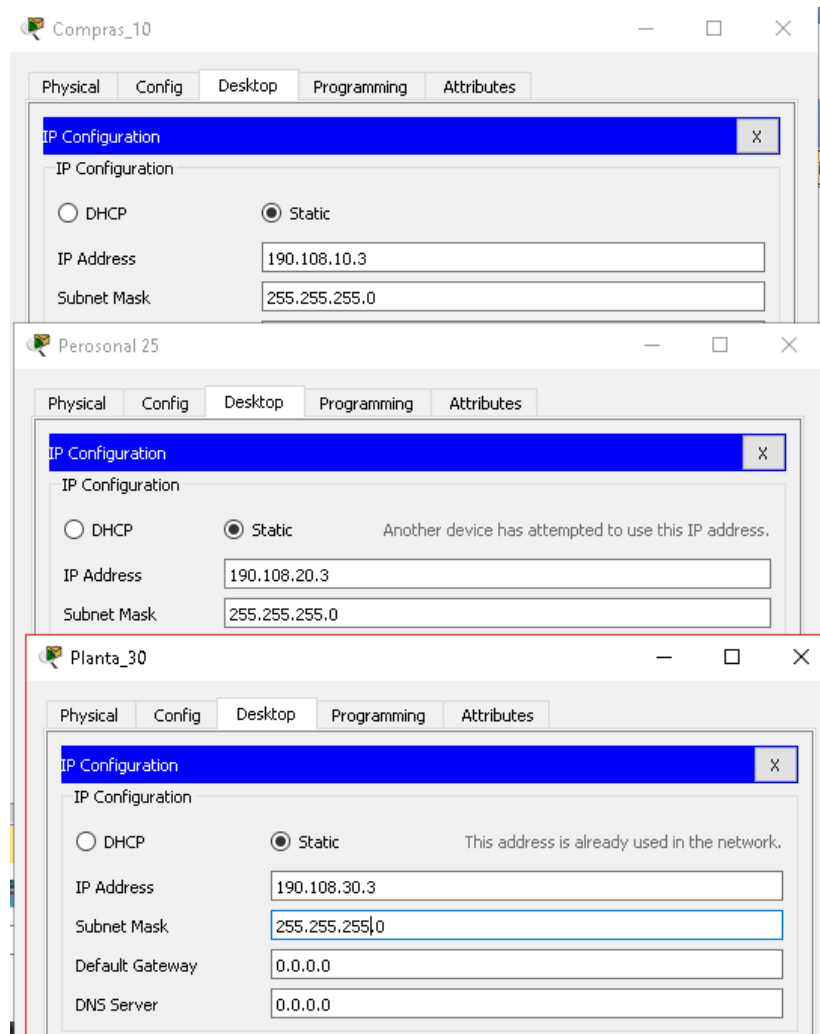 Compras_10
Physical Config Desktop Programming Attributes
IP Configuration X
IP Configuration
DHCP Static
IP Address 190.108.10.3
Subnet Mask 255.255.255.0
Perosonal 25
Physical Config Desktop Programming Attributes
IP Configuration X
IP Configuration
DHCP Static Another device has attempted to use this IP address.
IP Address 190.108.20.3
Subnet Mask 255.255.255.0
Planta_30
Physical Config Desktop Programming Attributes
IP Configuration X
IP Configuration
DHCP Static This address is already used in the network.
IP Address 190.108.30.3
Subnet Mask 255.255.255.0
Default Gateway 0.0.0.0
DNS Server 0.0.0.0